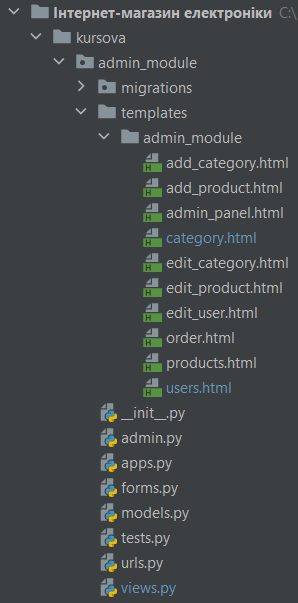 Інтернет-магазин електроніки C:\
kursova
admin_module
migrations
templates
admin_module
add_category.html
add_product.html
admin_panel.html
category.html
edit_category.html
edit_product.html
edit_user.html
order.html
products.html
users.html
__init__.py
admin.py
apps.py
forms.py
models.py
tests.py
urls.py
views.py